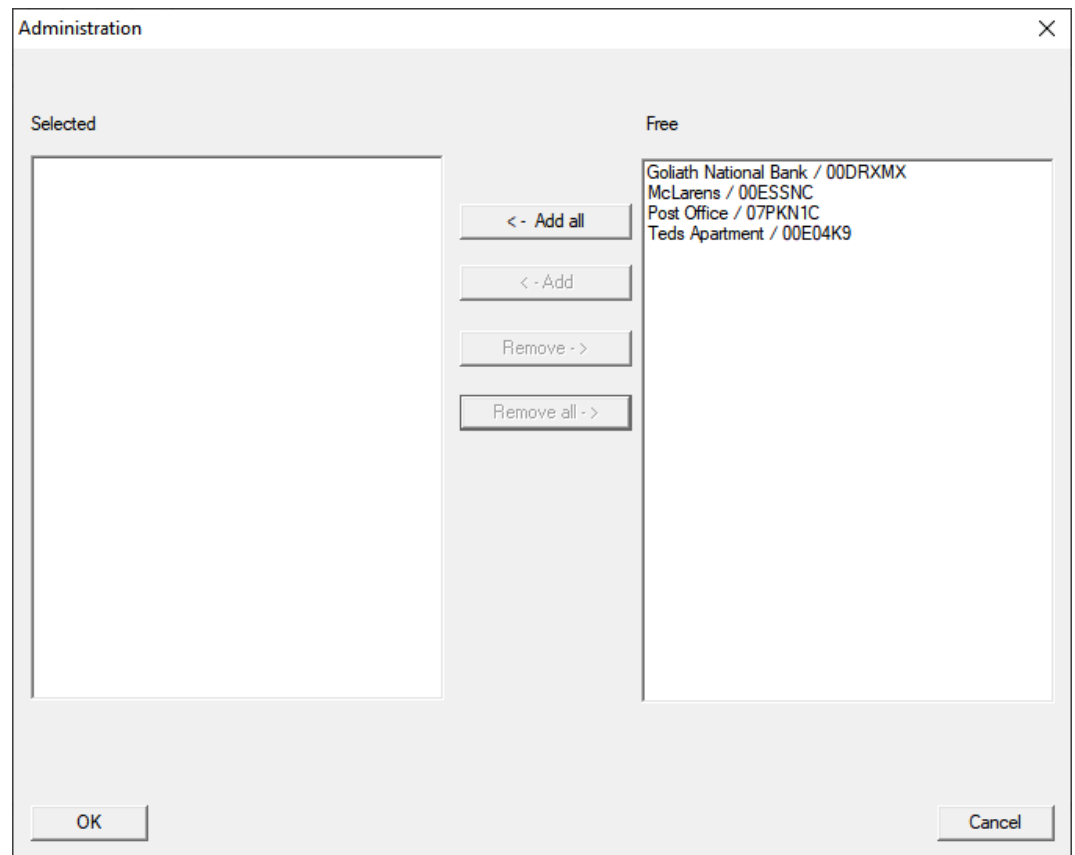 Administration
Selected
Free
Goliath National Bank / 00DRXMX
McLarens / 00ESSNC
Post Office / 07PKN1C
Teds Apartment / 00E04K9
<- Add all
<- Add
Remove ->
Remove all ->
OK
Cancel